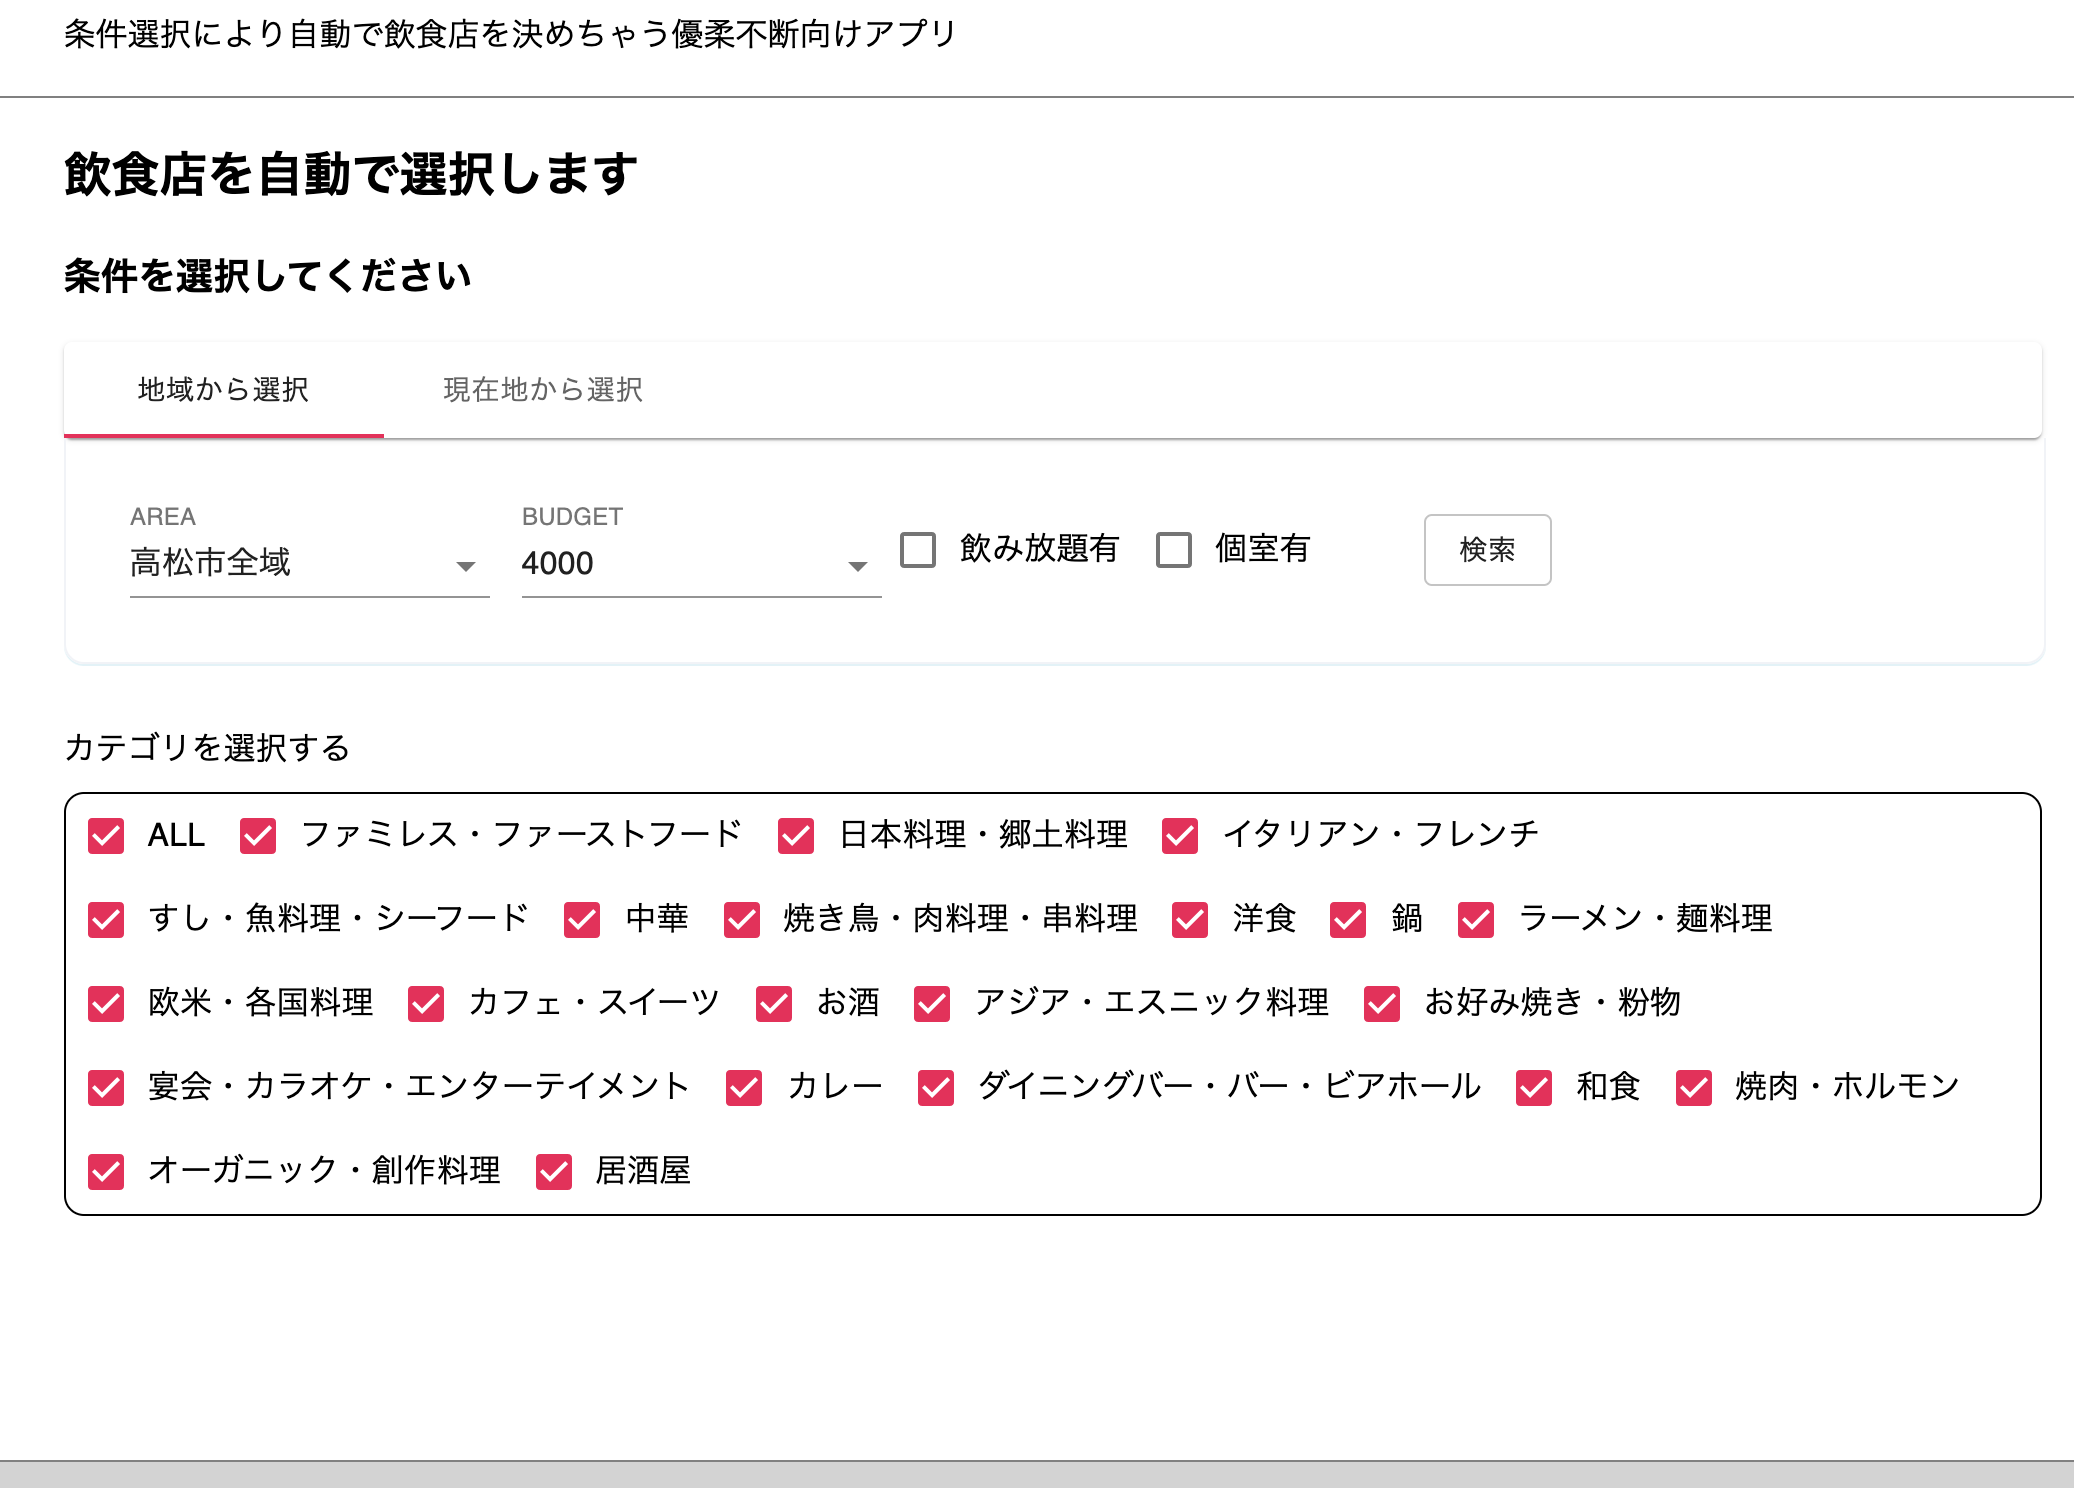 条件選択により自動で飲食店を決めちゃう優柔不断向けアプリ
飲食店を自動で選択します
条件を選択してください
地域から選択 現在地から選択
AREA BUDGET
高松市全域 4000 飲み放題有 個室有 検索
カテゴリを選択する
ALL ファミレス・ファーストフード 日本料理・郷土料理 イタリアン・フレンチ
すし・魚料理・シーフード 中華 焼き鳥・肉料理・串料理 洋食 鍋 ラーメン・麺料理
欧米・各国料理 カフェ・スイーツ お酒 アジア・エスニック料理 お好み焼き・粉物
宴会・カラオケ・エンターテイメント カレー ダイニングバー・バー・ビアホール 和食 焼肉・ホルモン
オーガニック・創作料理 居酒屋